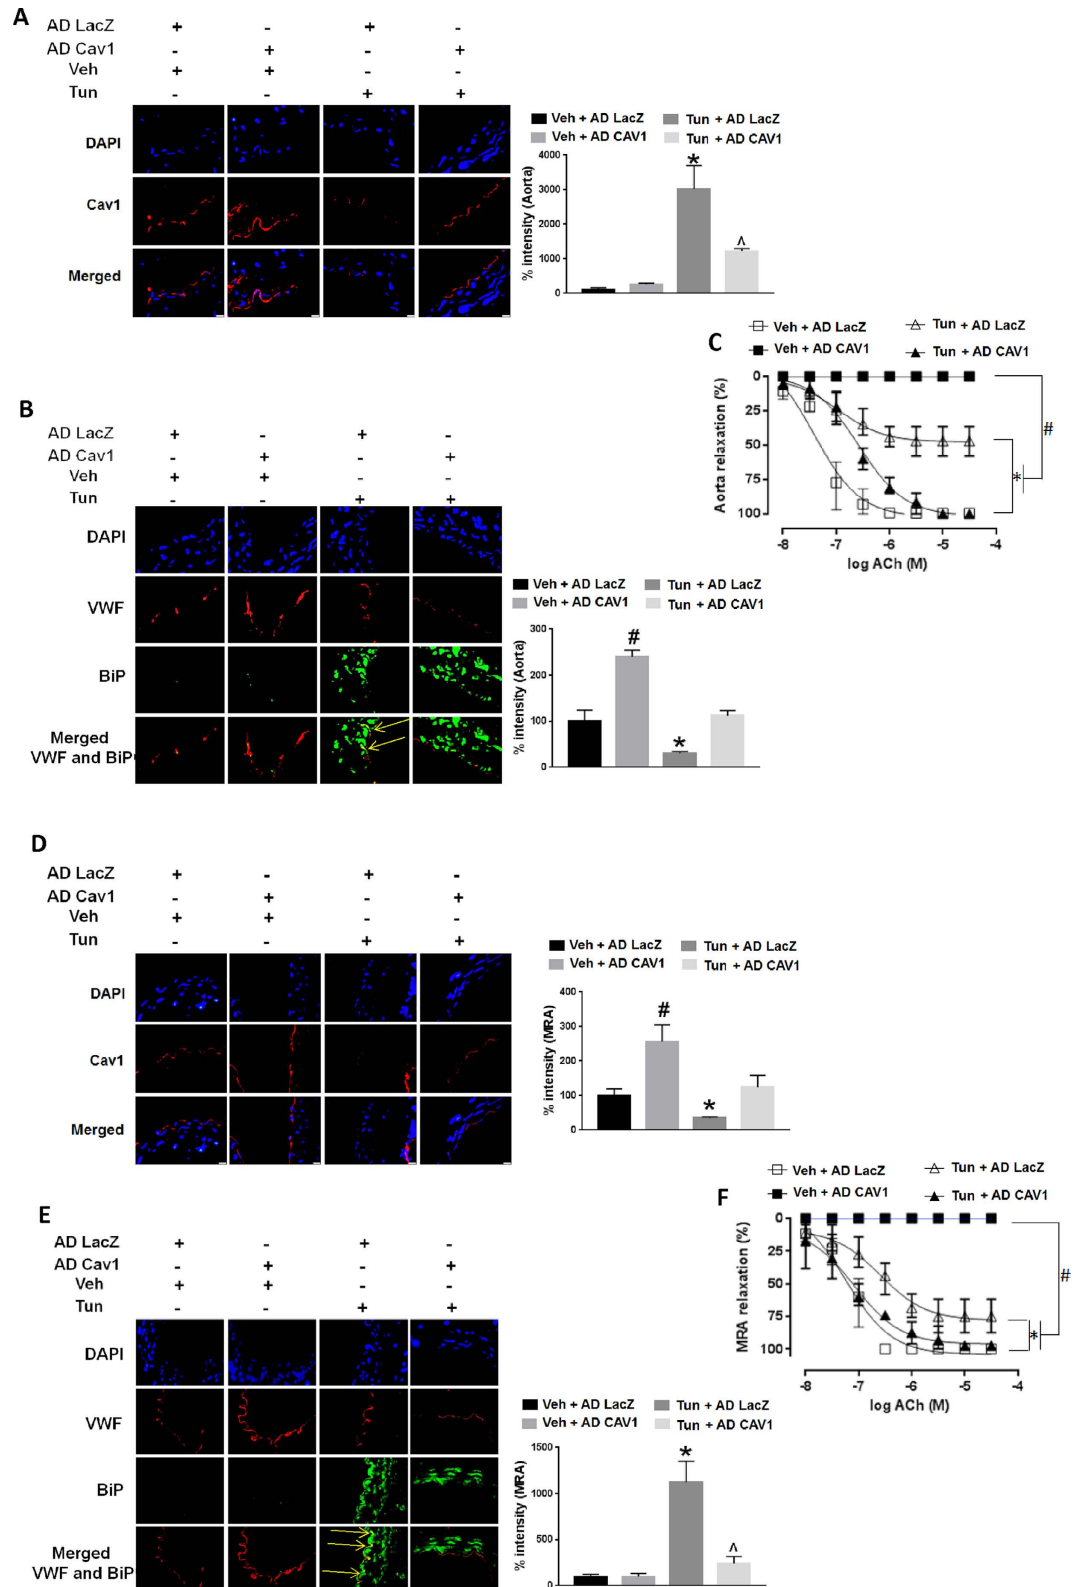 A
AD LacZ + - + -
AD Cav1 - + - +
Veh + + - -
Tun - - + +
DAPI
Cav1
Merged
Veh + AD LacZ Tun + AD LacZ
Veh + AD CAV1 Tun + AD CAV1
% intensity (Aorta)
4000
3000
2000
1000
0
*
^
C
Veh + AD LacZ Tun + AD LacZ
Veh + AD CAV1 Tun + AD CAV1
Aorta relaxation (%)
0
25
50
75
100
-8 -7 -6 -5 -4
log ACh (M)
* #
B
AD LacZ + - + -
AD Cav1 - + - +
Veh + + - -
Tun - - + +
DAPI
VWF
BiP
Merged
VWF and BiP
Veh + AD LacZ Tun + AD LacZ
Veh + AD CAV1 Tun + AD CAV1
% intensity (Aorta)
300
200
100
0
#
*
D
AD LacZ + - + -
AD Cav1 - + - +
Veh + + - -
Tun - - + +
DAPI
Cav1
Merged
Veh + AD LacZ Tun + AD LacZ
Veh + AD CAV1 Tun + AD CAV1
% intensity (MRA)
400
300
200
100
0
#
*
F
Veh + AD LacZ Tun + AD LacZ
Veh + AD CAV1 Tun + AD CAV1
MRA relaxation (%)
0
25
50
75
100
-8 -7 -6 -5 -4
log ACh (M)
* #
E
AD LacZ + - + -
AD Cav1 - + - +
Veh + + - -
Tun - - + +
DAPI
VWF
BiP
Merged
VWF and BiP
Veh + AD LacZ Tun + AD LacZ
Veh + AD CAV1 Tun + AD CAV1
% intensity (MRA)
1500
1000
500
0
*
^